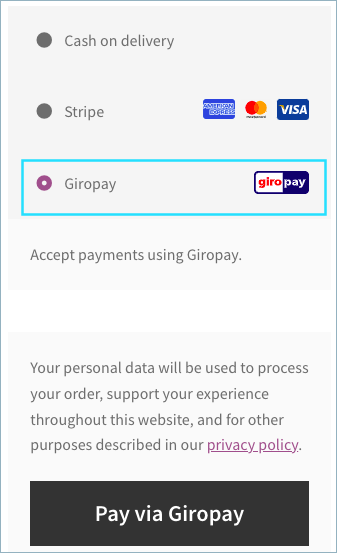 Cash on delivery
Stripe
AMERICAN EXPRESS
mastercard
VISA
Giropay
giropay
Accept payments using Giropay.
Your personal data will be used to process
your order, support your experience
throughout this website, and for other
purposes described in our privacy policy.
Pay via Giropay